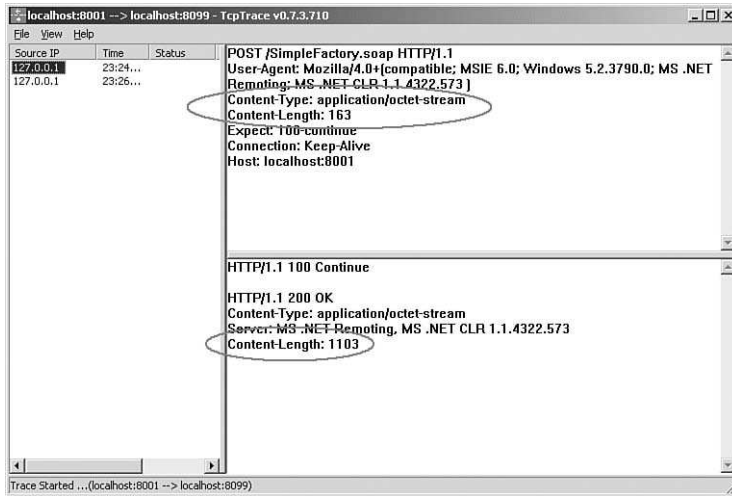 localhost:8001 --> localhost:8099 - TcpTrace v0.7.3.710
File View Help
Source IP Time Status
127.0.0.1 23:24...
127.0.0.1 23:26...
POST /SimpleFactory.soap HTTP/1.1
User-Agent: Mozilla/4.0+(compatible; MSIE 6.0; Windows 5.2.3790.0; MS .NET
Remoting; MS .NET CLR 1.1.4322.573 )
Content-Type: application/octet-stream
Content-Length: 163
Expect: 100-continue
Connection: Keep-Alive
Host: localhost:8001
HTTP/1.1 100 Continue
HTTP/1.1 200 OK
Content-Type: application/octet-stream
Server: MS .NET Remoting, MS .NET CLR 1.1.4322.573
Content-Length: 1103
Trace Started ...(localhost:8001 --> localhost:8099)